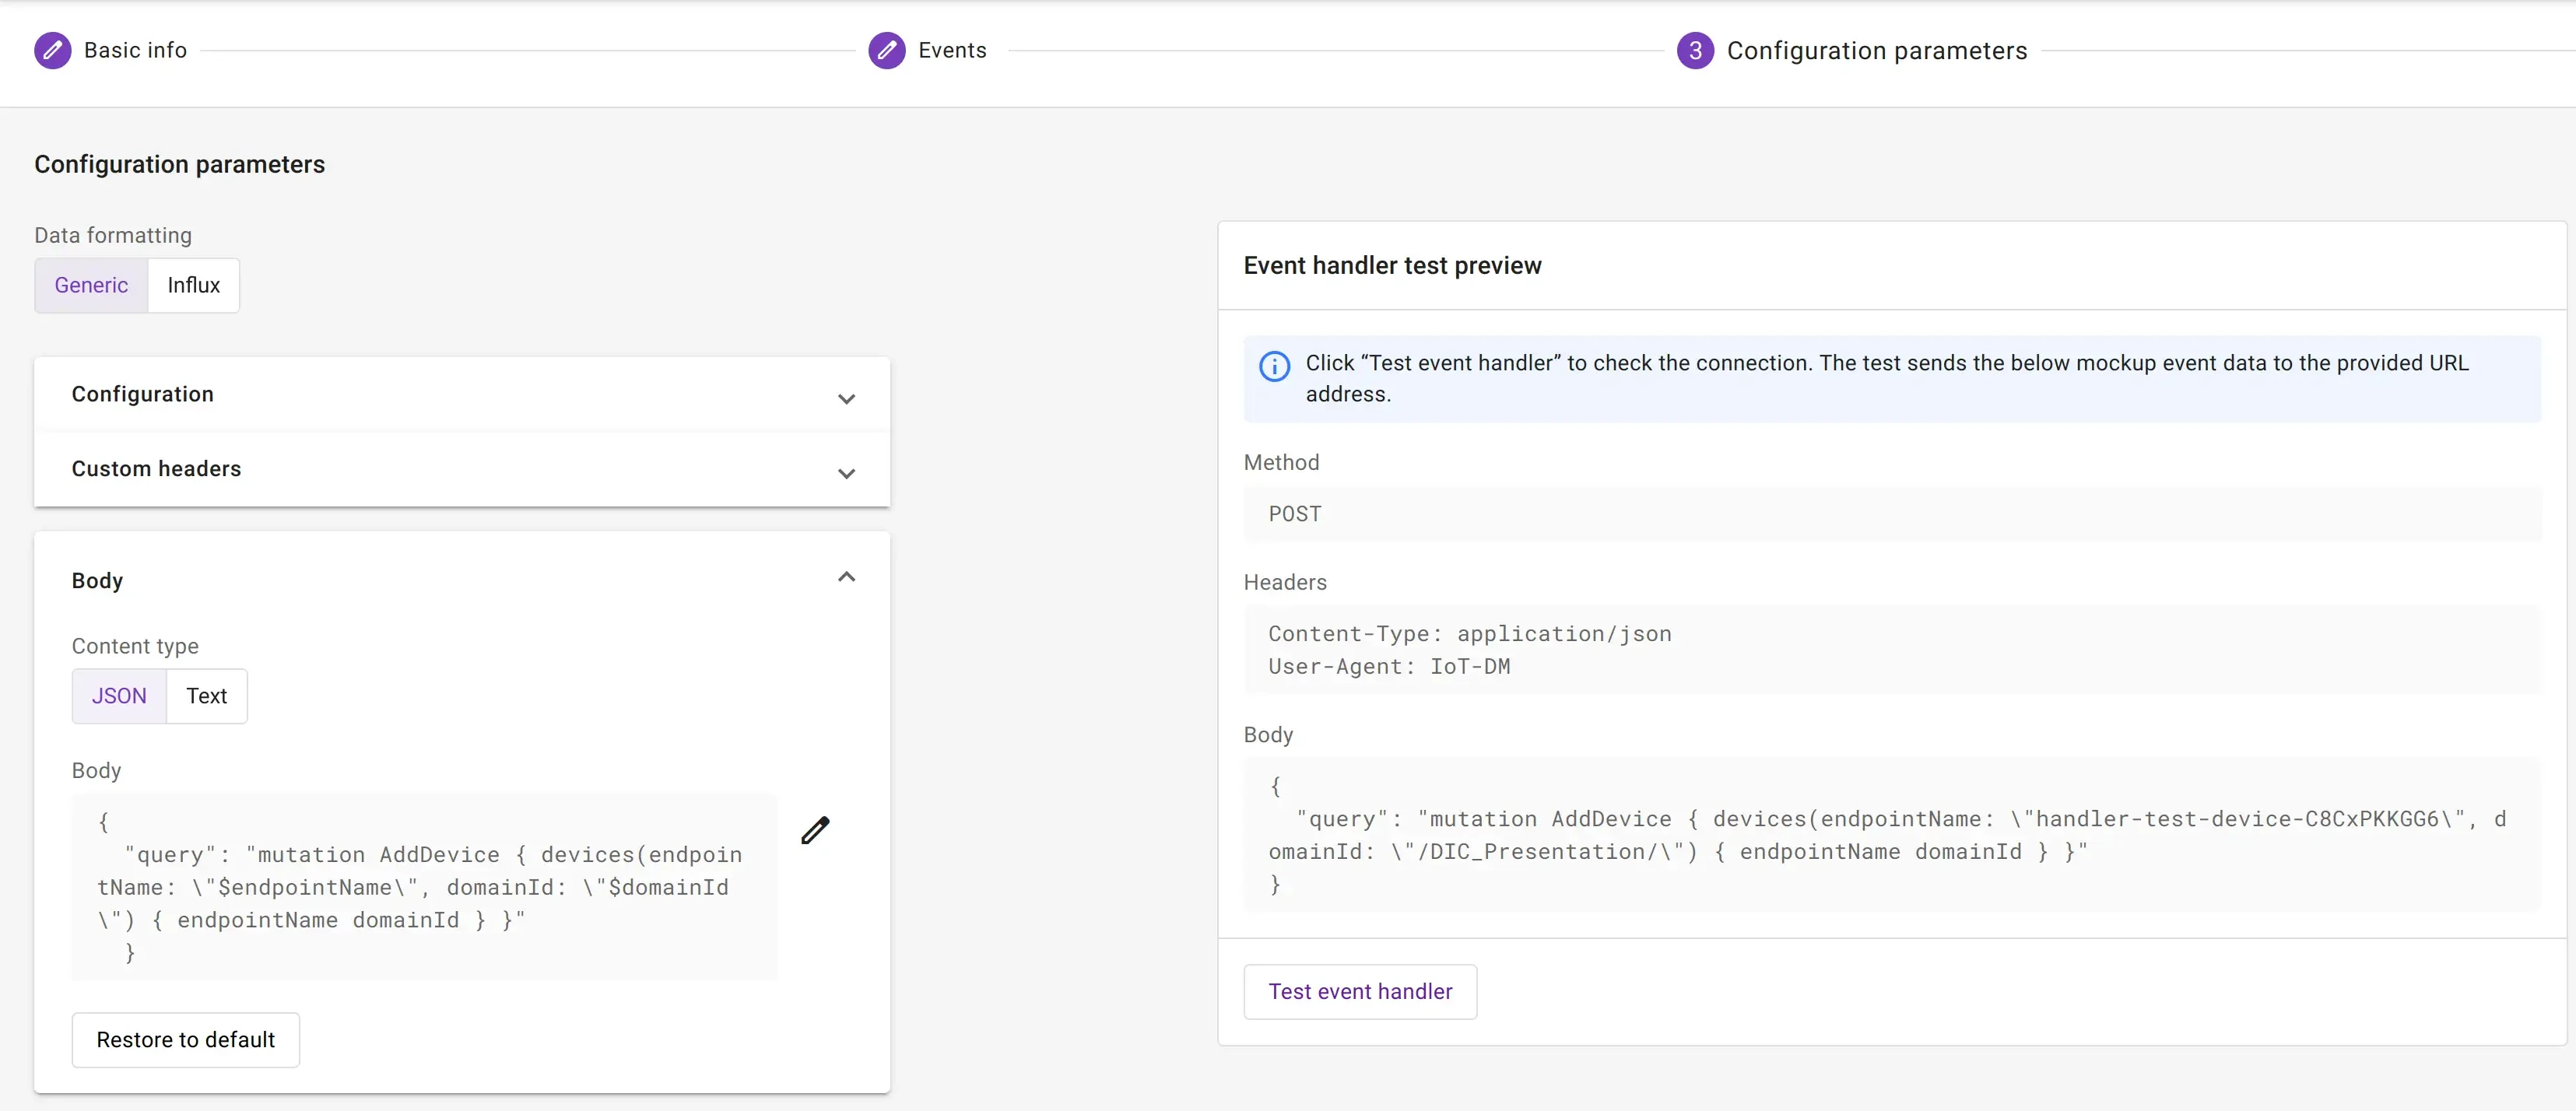 Basic info
Events
3 Configuration parameters
Configuration parameters
Data formatting
Generic Influx
Configuration
Custom headers
Body
Content type
JSON Text
Body
{
"query": "mutation AddDevice { devices(endpoin
tName: \"$endpointName\", domainId: \"$domainId
\") { endpointName domainId } }"
}
Restore to default
Event handler test preview
Click “Test event handler” to check the connection. The test sends the below mockup event data to the provided URL
address.
Method
POST
Headers
Content-Type: application/json
User-Agent: IoT-DM
Body
{
"query": "mutation AddDevice { devices(endpointName: \"handler-test-device-C8CxPKKGG6\", d
omainId: \"/DIC_Presentation/\") { endpointName domainId } }"
}
Test event handler